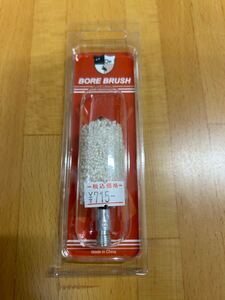 BORE BRUSH
税込価格
¥715-
Made in China